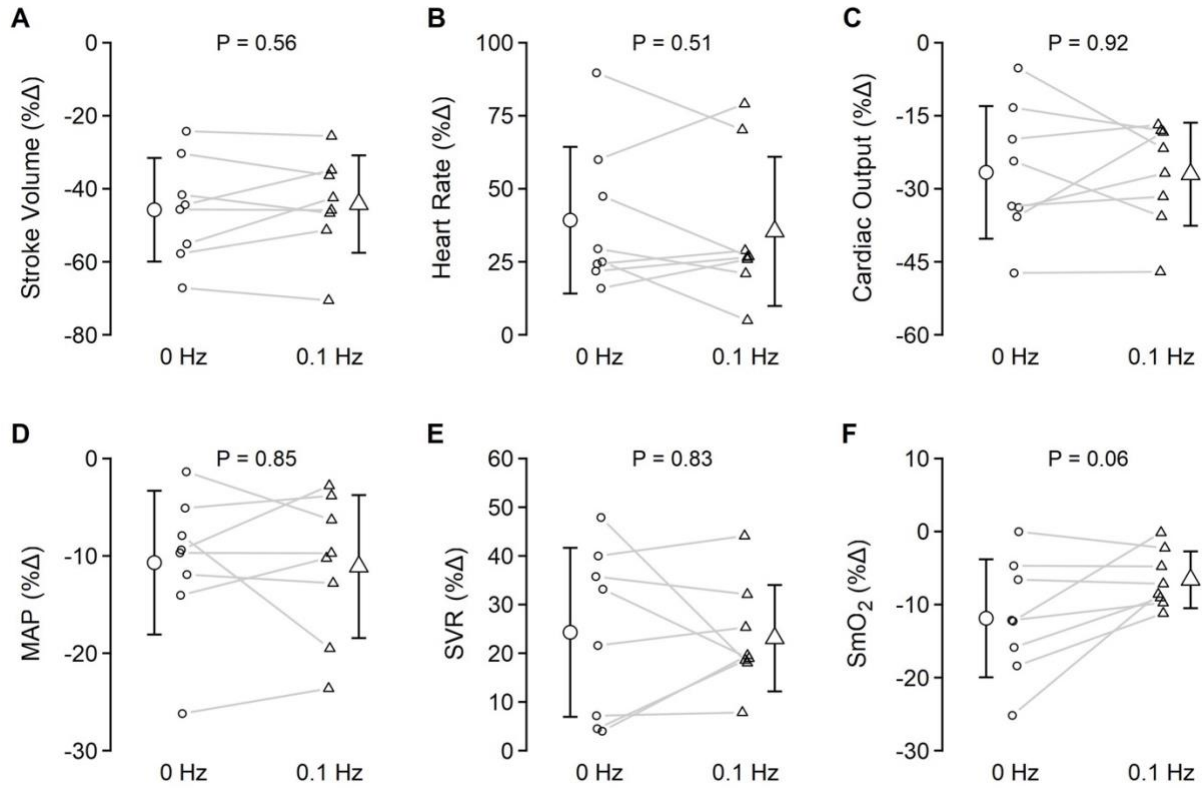 A
P = 0.56
Stroke Volume (%Δ)
0
-20
-40
-60
-80
0 Hz
0.1 Hz
B
P = 0.51
Heart Rate (%Δ)
100
75
50
25
0
0 Hz
0.1 Hz
C
P = 0.92
Cardiac Output (%Δ)
0
-15
-30
-45
-60
0 Hz
0.1 Hz
D
P = 0.85
MAP (%Δ)
0
-10
-20
-30
0 Hz
0.1 Hz
E
P = 0.83
SVR (%Δ)
60
50
40
30
20
10
0
0 Hz
0.1 Hz
F
P = 0.06
SmO₂ (%Δ)
10
0
-10
-20
-30
0 Hz
0.1 Hz